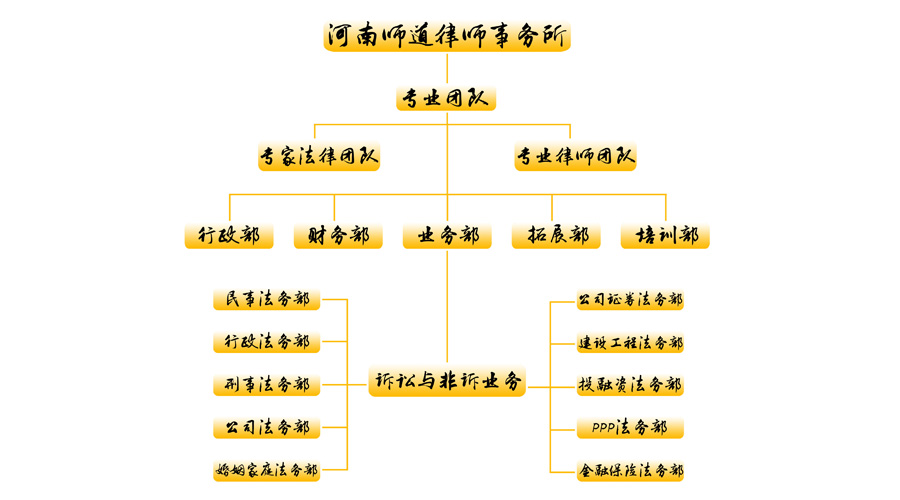 河南师道律师事务所
专业团队
专家法律团队
专业律师团队
行政部
财务部
业务部
拓展部
培训部
民事法务部
行政法务部
刑事法务部
公司法务部
婚姻家庭法务部
诉讼与非诉业务
公司证券法务部
建设工程法务部
投融资法务部
PPP法务部
金融保险法务部